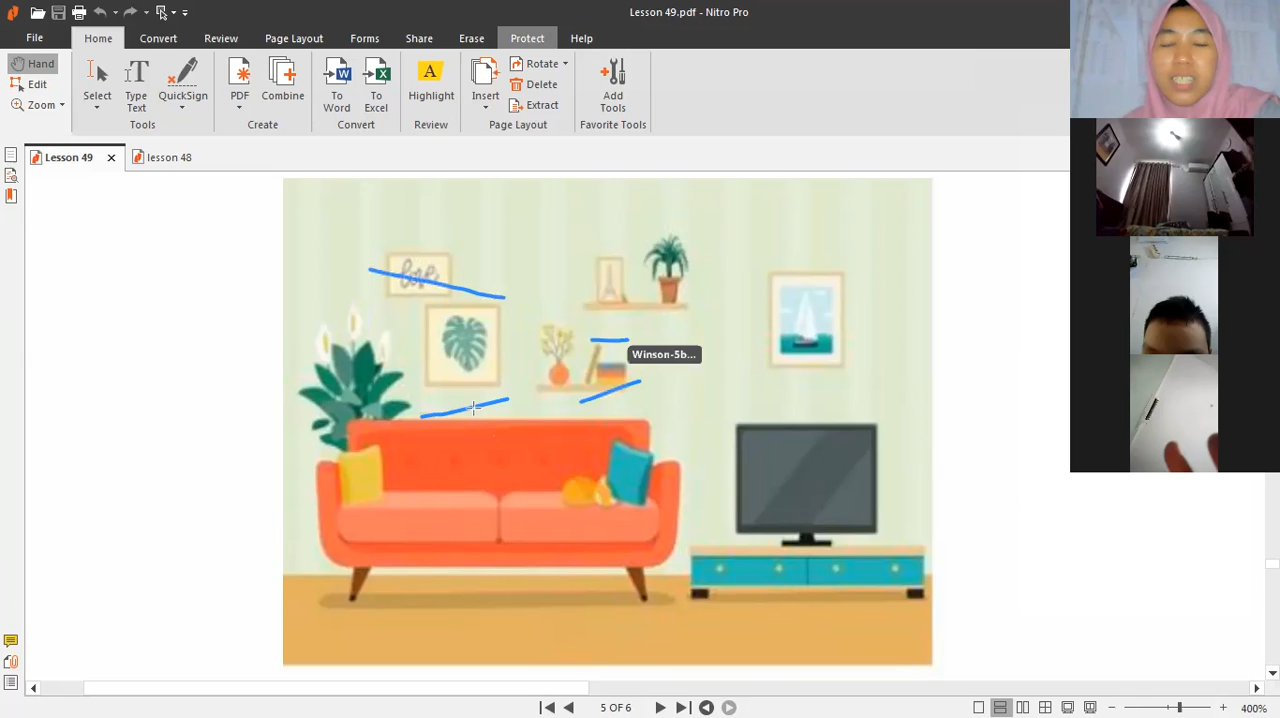 Lesson 49.pdf - Nitro Pro
File
Home
Convert
Review
Page Layout
Forms
Share
Erase
Protect
Help
Hand
Edit
Zoom
Select
Type Text
QuickSign
Tools
PDF
Combine
Create
To Word
To Excel
Convert
Highlight
Review
Insert
Rotate
Delete
Extract
Page Layout
Add Tools
Favorite Tools
Lesson 49
lesson 48
love
Winson-5b...
5 OF 6
400%